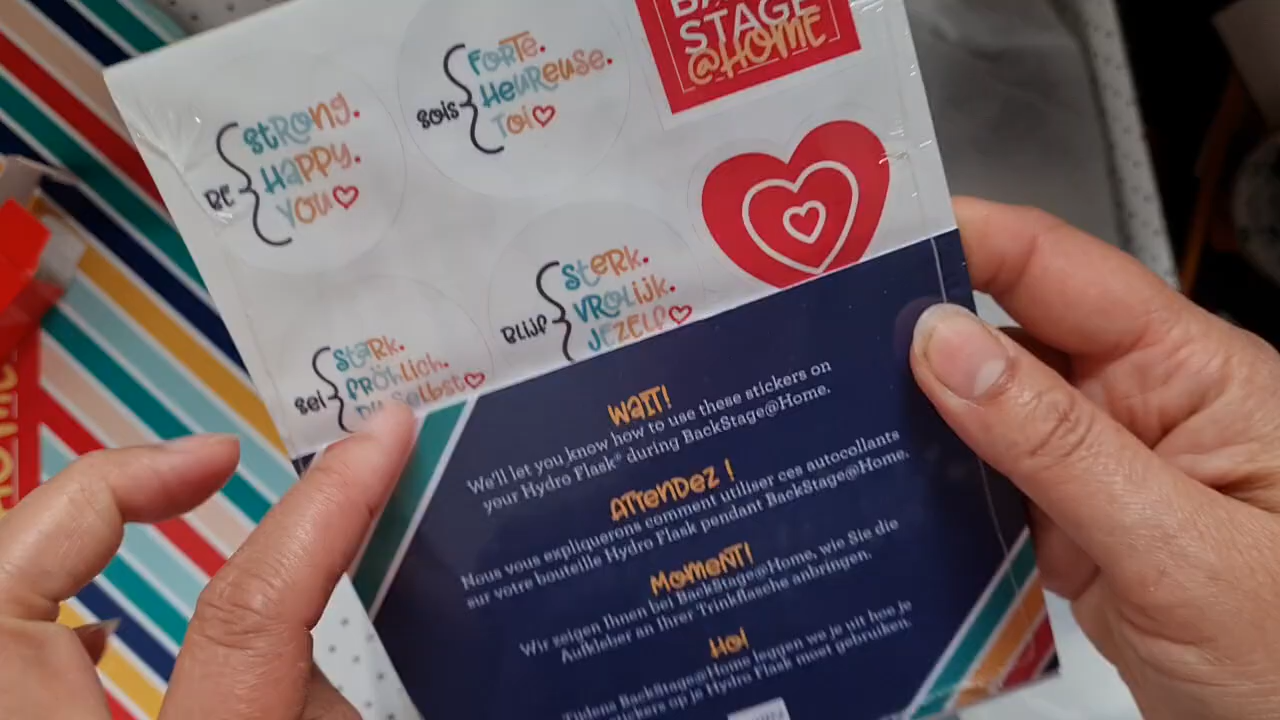 BE
StRONg.
HAPPY.
YOU
sois
FORTE.
HeUReuse.
Toi
STAGE
@HOME
sei
StaRk.
FRÖHLICH.
DU Selbst
BLIJF
SteRk.
VROLijk.
JEZELF
WAIT!
We'll let you know how to use these stickers on
your Hydro Flask® during BackStage@Home.
ATTENDEZ !
Nous vous expliquerons comment utiliser ces autocollants
sur votre bouteille Hydro Flask pendant BackStage@Home.
MOMENT!
Wir zeigen Ihnen bei BackStage@Home, wie Sie die
Aufkleber an Ihrer Trinkflasche anbringen.
HO!
Tijdens BackStage@Home leggen we je uit hoe je
stickers op je Hydro Flask moet gebruiken.